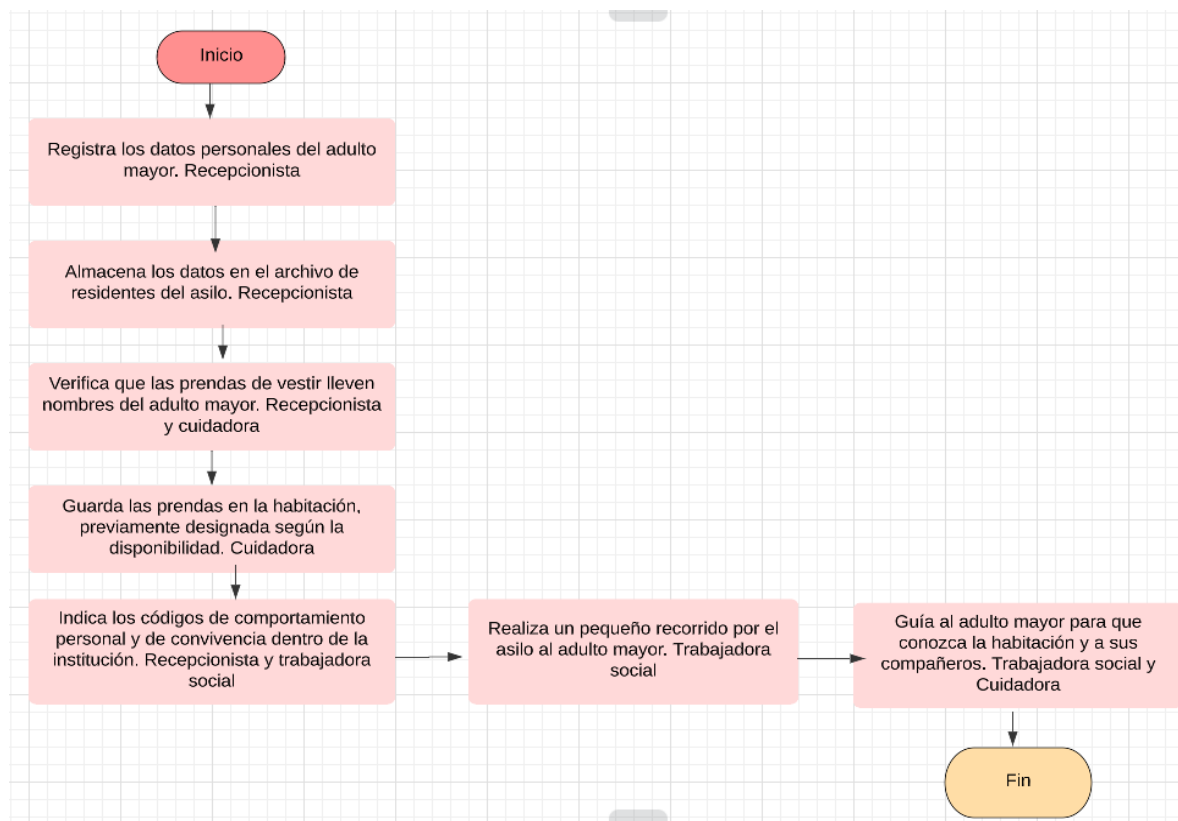 Inicio
Registra los datos personales del adulto
mayor. Recepcionista
Almacena los datos en el archivo de
residentes del asilo. Recepcionista
Verifica que las prendas de vestir lleven
nombres del adulto mayor. Recepcionista
y cuidadora
Guarda las prendas en la habitación,
previamente designada según la
disponibilidad. Cuidadora
Indica los códigos de comportamiento
personal y de convivencia dentro de la
institución. Recepcionista y trabajadora
social
Realiza un pequeño recorrido por el
asilo al adulto mayor. Trabajadora
social
Guía al adulto mayor para que
conozca la habitación y a sus
compañeros. Trabajadora social y
Cuidadora
Fin